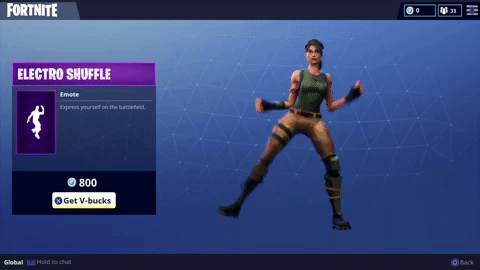 FORTNITE
0
33
ELECTRO SHUFFLE
Emote
Express yourself on the battlefield.
800
Get V-bucks
Global Hold to chat
Back